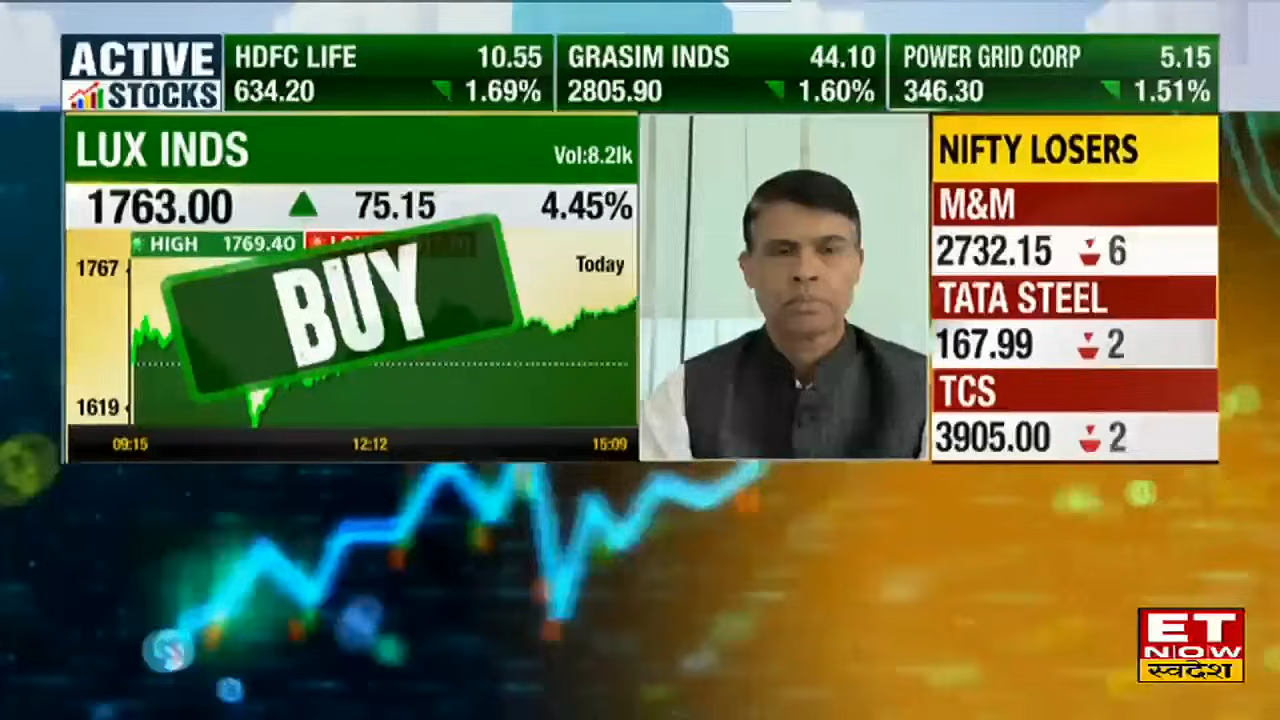 ACTIVE STOCKS
HDFC LIFE 10.55
634.20 1.69%
GRASIM INDS 44.10
2805.90 1.60%
POWER GRID CORP 5.15
346.30 1.51%
LUX INDS Vol:8.2lk
1763.00 75.15 4.45%
HIGH 1769.40
1767
Today
BUY
1619
09:15 12:12 15:09
NIFTY LOSERS
M&M
2732.15 6
TATA STEEL
167.99 2
TCS
3905.00 2
ET
NOW
स्वदेश